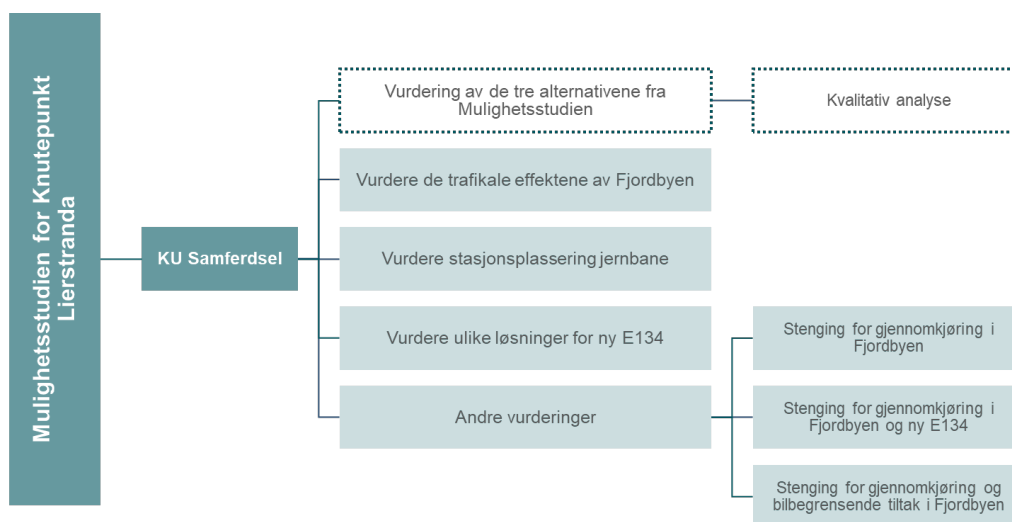 Mulighetsstudien for Knutepunkt
Lierstranda
KU Samferdsel
Vurdering av de tre alternativene fra
Mulighetsstudien
Kvalitativ analyse
Vurdere de trafikale effektene av Fjordbyen
Vurdere stasjonsplassering jernbane
Vurdere ulike løsninger for ny E134
Andre vurderinger
Stenging for gjennomkjøring i
Fjordbyen
Stenging for gjennomkjøring i
Fjordbyen og ny E134
Stenging for gjennomkjøring og
bilbegrensende tiltak i Fjordbyen